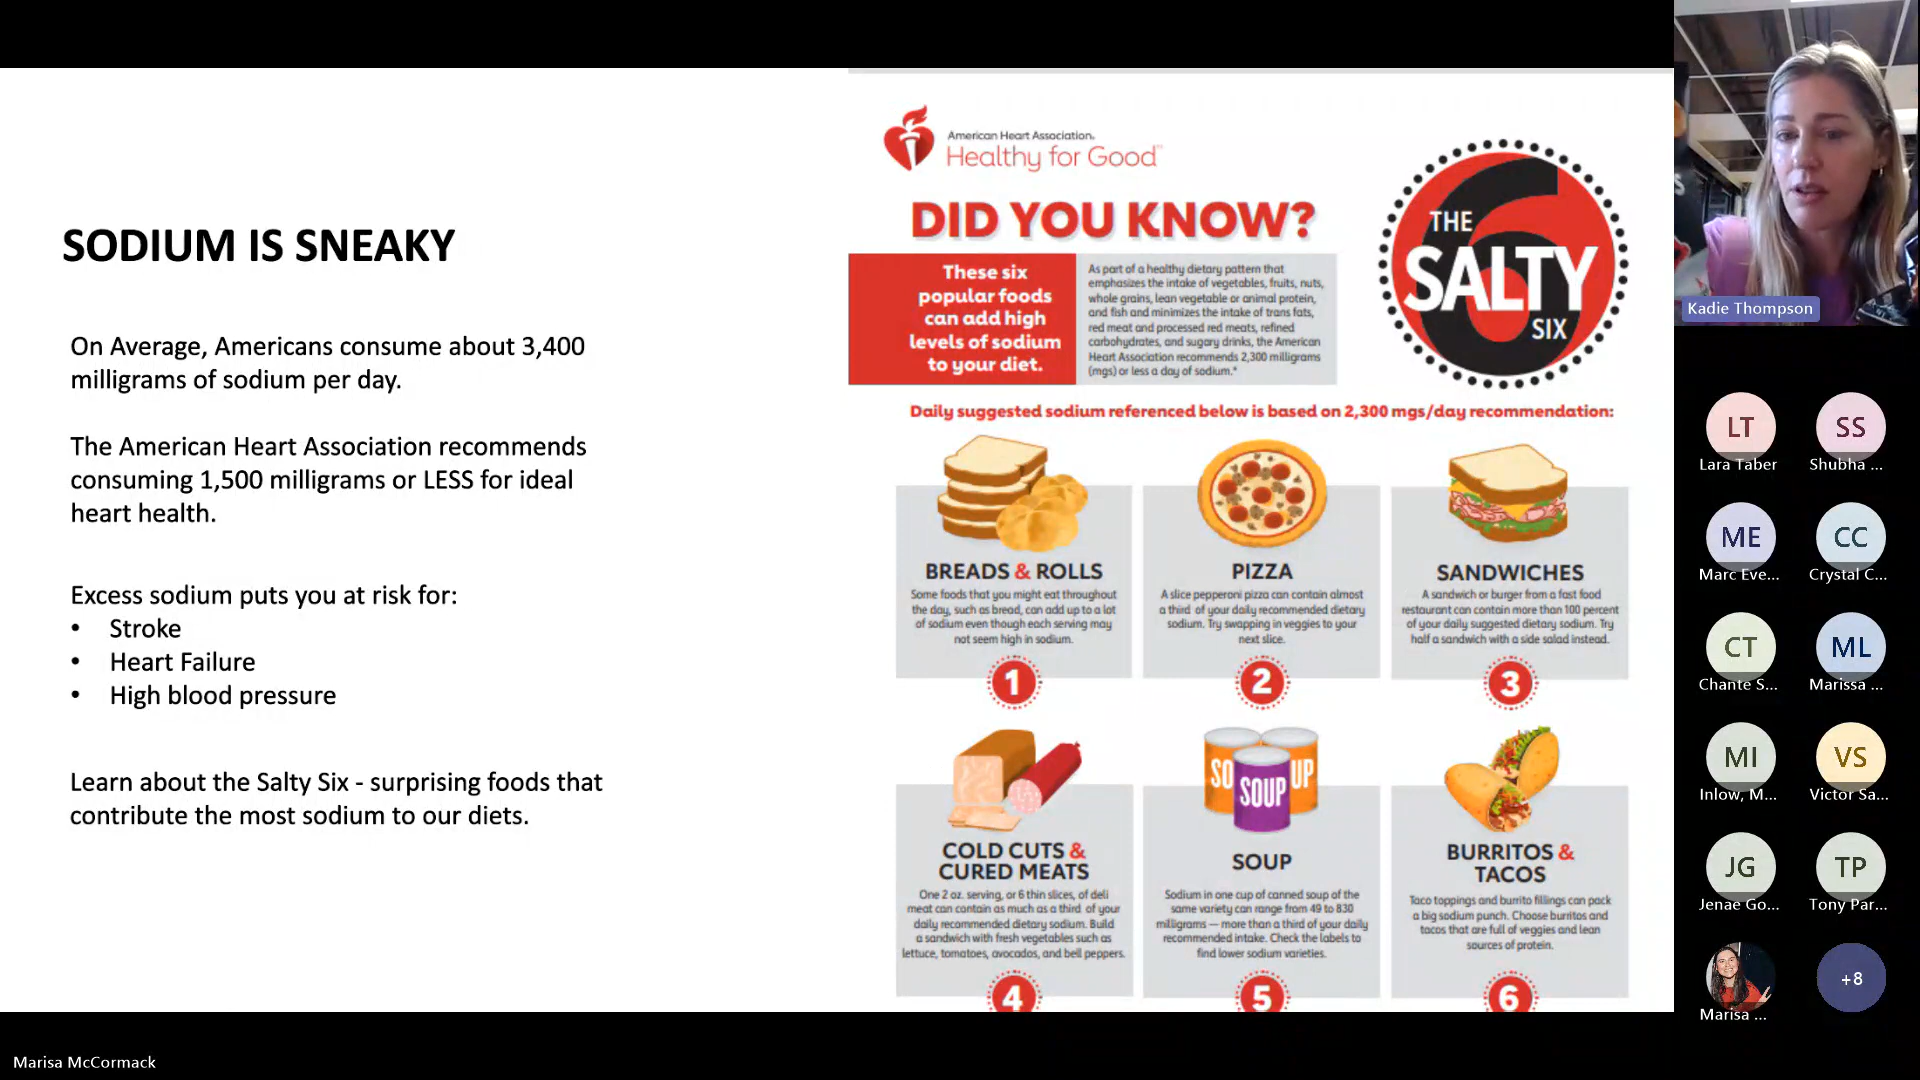 SODIUM IS SNEAKY
On Average, Americans consume about 3,400
milligrams of sodium per day.
The American Heart Association recommends
consuming 1,500 milligrams or LESS for ideal
heart health.
Excess sodium puts you at risk for:
• Stroke
• Heart Failure
• High blood pressure
Learn about the Salty Six - surprising foods that
contribute the most sodium to our diets.
American Heart Association.
Healthy for Good™
DID YOU KNOW?
These six
popular foods
can add high
levels of sodium
to your diet.
As part of a healthy dietary pattern that
emphasizes the intake of vegetables, fruits, nuts,
whole grains, lean vegetable or animal protein,
and fish and minimizes the intake of trans fats,
red meat and processed red meats, refined
carbohydrates, and sugary drinks, the American
Heart Association recommends 2,300 milligrams
(mgs) or less a day of sodium.*
6
THE
SALTY
SIX
Daily suggested sodium referenced below is based on 2,300 mgs/day recommendation:
BREADS & ROLLS
Some foods that you might eat throughout
the day, such as bread, can add up to a lot
of sodium even though each serving may
not seem high in sodium.
1
PIZZA
A slice pepperoni pizza can contain almost
a third of your daily recommended dietary
sodium. Try swapping in veggies to your
next slice.
2
SANDWICHES
A sandwich or burger from a fast food
restaurant can contain more than 100 percent
of your daily suggested dietary sodium. Try
half a sandwich with a side salad instead.
3
COLD CUTS &
CURED MEATS
One 2 oz. serving, or 6 thin slices, of deli
meat can contain as much as a third of your
daily recommended dietary sodium. Build
a sandwich with fresh vegetables such as
lettuce, tomatoes, avocados, and bell peppers.
4
SO UP
SOUP
SOUP
Sodium in one cup of canned soup of the
same variety can range from 49 to 830
milligrams — more than a third of your daily
recommended intake. Check the labels to
find lower sodium varieties.
5
BURRITOS &
TACOS
Taco toppings and burrito fillings can pack
a big sodium punch. Choose burritos and
tacos that are full of veggies and lean
sources of protein.
6
Kadie Thompson
LT
Lara Taber
SS
Shubha ...
ME
Marc Eve...
CC
Crystal C...
CT
Chante S...
ML
Marissa ...
MI
Inlow, M...
VS
Victor Sa...
JG
Jenae Go...
TP
Tony Par...
Marisa ...
+8
Marisa McCormack